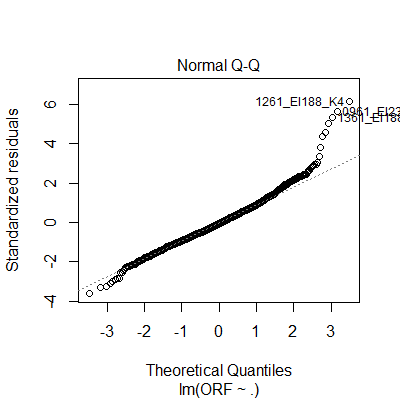 Normal Q-Q
Standardized residuals
6
4
2
0
-2
-4
1261_EI188_K4
-3
-2
-1
0
1
2
3
Theoretical Quantiles
lm(ORF ~ .)